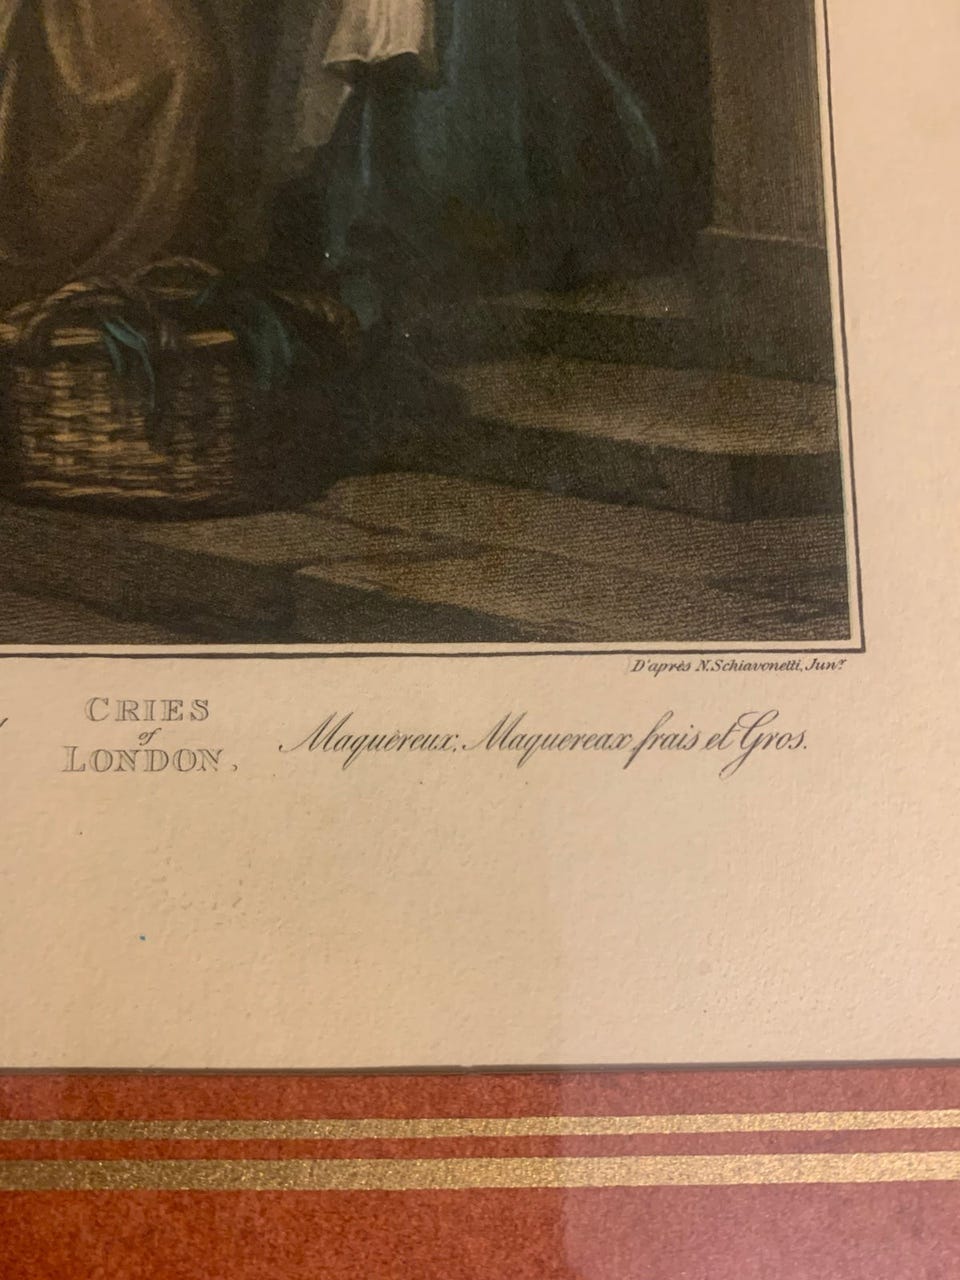 D'après N. Schiavonetti, Junr.
CRIES
of
LONDON,
Maquereux, Maquereax frais et Gros.